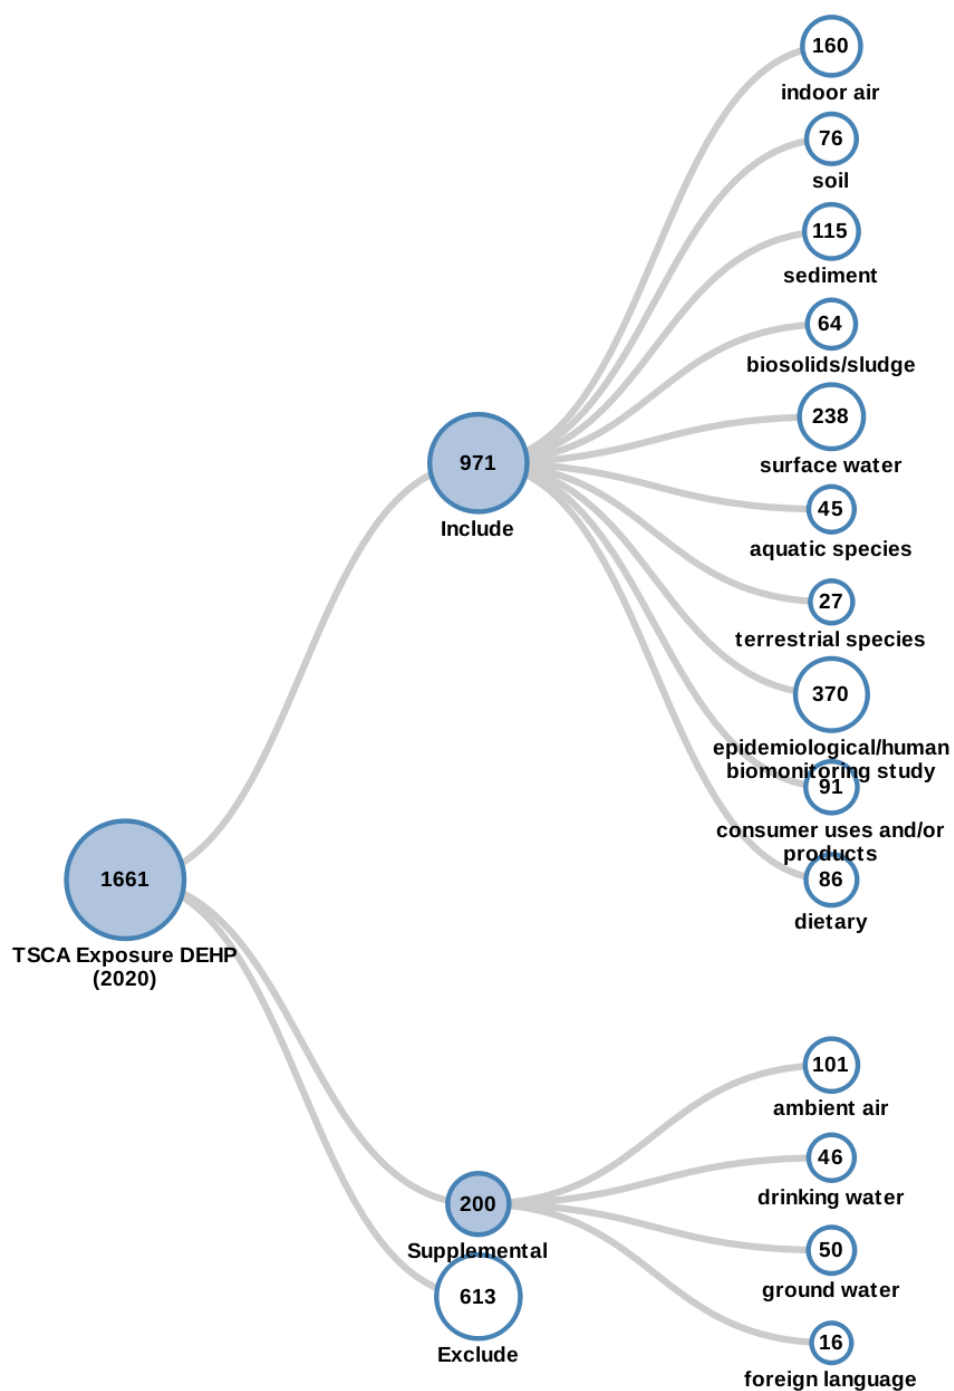 160
indoor air
76
soil
115
sediment
64
biosolids/sludge
238
surface water
971
Include
45
aquatic species
27
terrestrial species
370
epidemiological/human
biomonitoring study
91
consumer uses and/or
products
86
dietary
1661
TSCA Exposure DEHP
(2020)
101
ambient air
46
drinking water
200
Supplemental
50
ground water
613
Exclude
16
foreign language